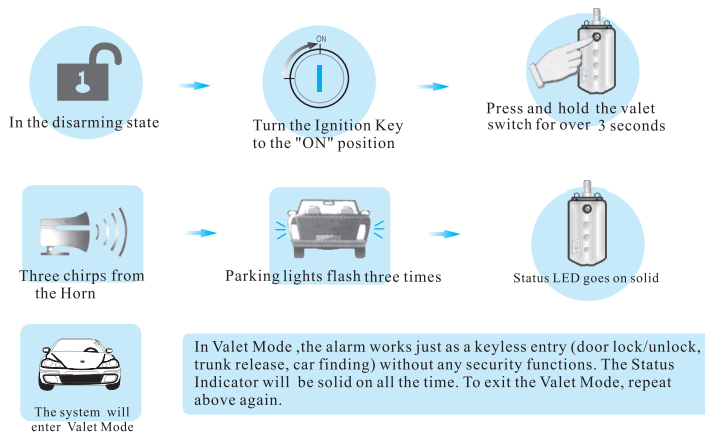 ON
In the disarming state
Turn the Ignition Key
to the "ON" position
Press and hold the valet
switch for over 3 seconds
Three chirps from
the Horn
Parking lights flash three times
Status LED goes on solid
The system will
enter Valet Mode
In Valet Mode ,the alarm works just as a keyless entry (door lock/unlock,
trunk release, car finding) without any security functions. The Status
Indicator will be solid on all the time. To exit the Valet Mode, repeat
above again.